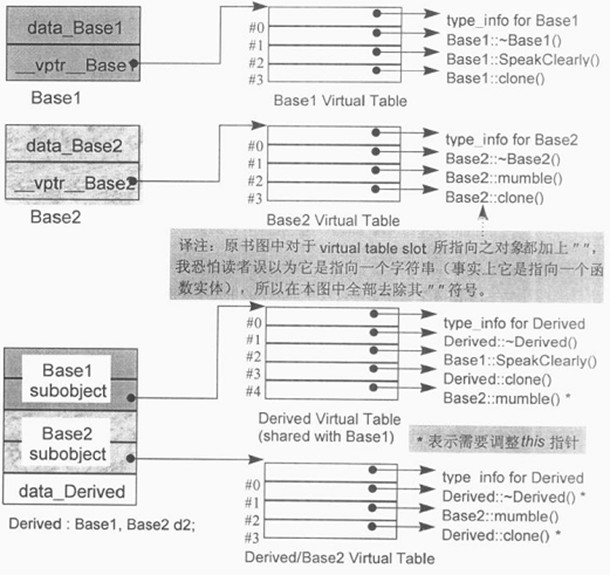 data_Base1
__vptr__Base1
Base1
#0
#1
#2
#3
Base1 Virtual Table
type_info for Base1
Base1::~Base1()
Base1::SpeakClearly()
Base1::clone()
data_Base2
__vptr__Base2
Base2
#0
#1
#2
#3
Base2 Virtual Table
type_info for Base2
Base2::~Base2()
Base2::mumble()
Base2::clone()
译注：原书图中对于 virtual table slot 所指向之对象都加上 " ",
我恐怕读者误以为它是指向一个字符串（事实上它是指向一个函
数实体），所以在本图中全部去除其 " " 符号。
Base1
subobject
Base2
subobject
data_Derived
Derived : Base1, Base2 d2;
#0
#1
#2
#3
#4
Derived Virtual Table
(shared with Base1)
type_info for Derived
Derived::~Derived()
Base1::SpeakClearly()
Derived::clone()
Base2::mumble() *
* 表示需要调整this 指针
#0
#1
#2
#3
Derived/Base2 Virtual Table
type info for Derived
Derived::~Derived() *
Base2::mumble()
Derived::clone() *